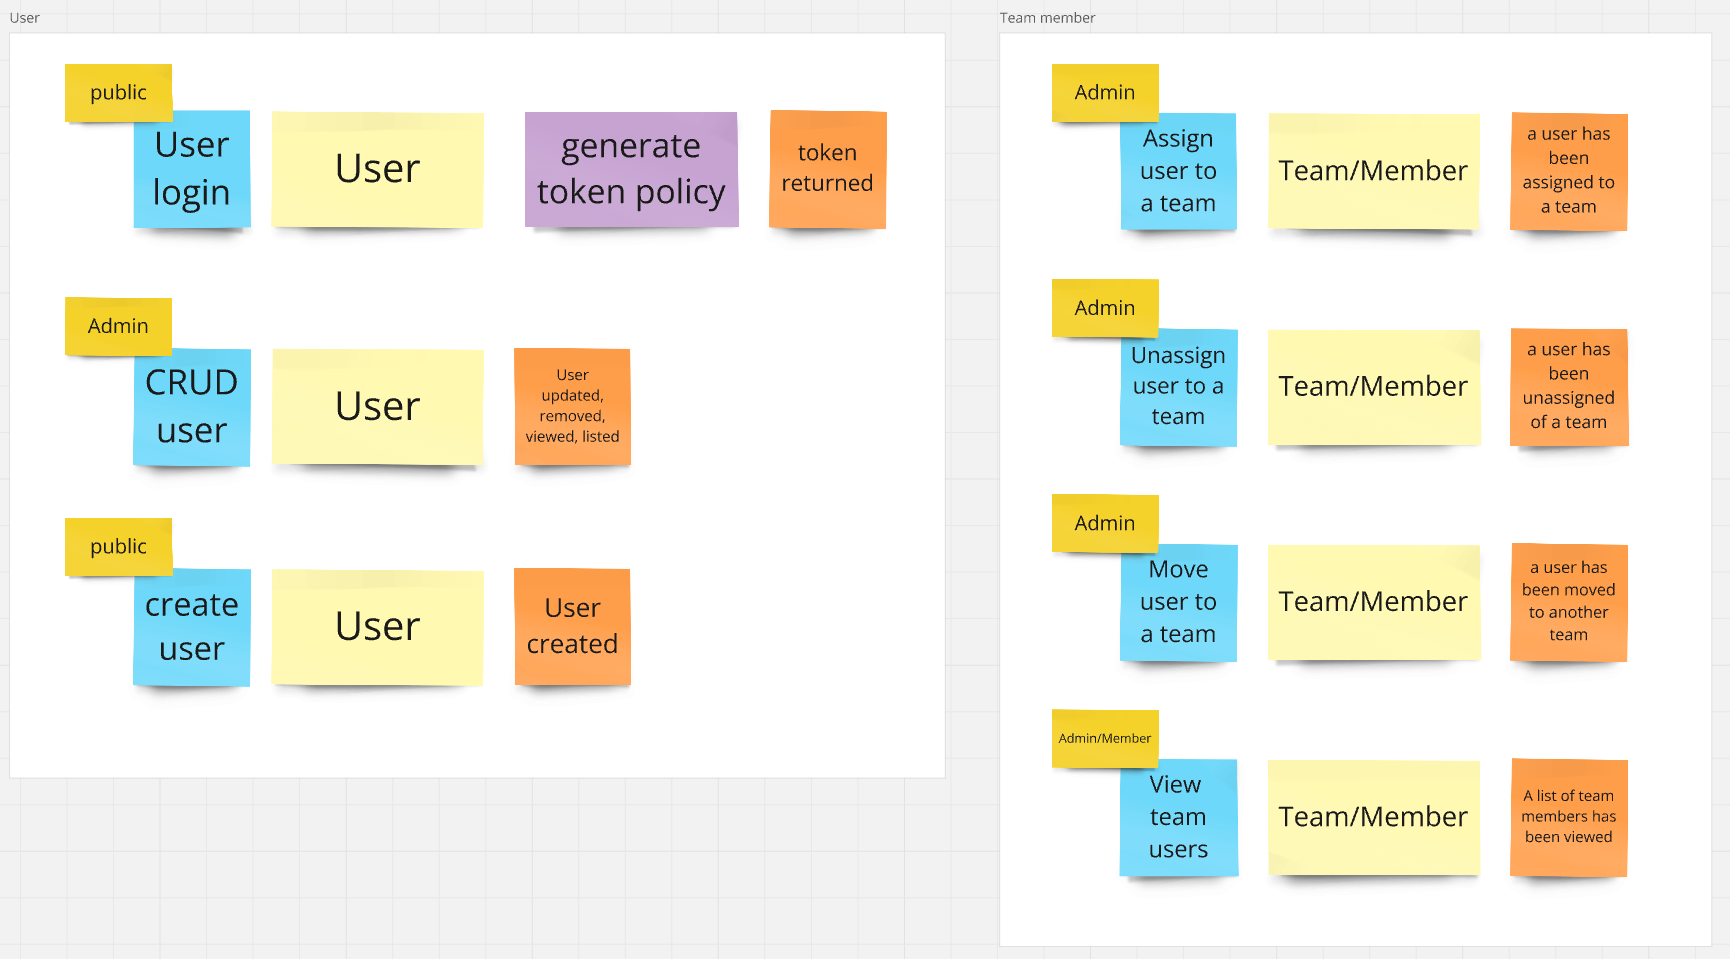 User
public
User
login
User
generate
token policy
token
returned
Admin
CRUD
user
User
User
updated,
removed,
viewed, listed
public
create
user
User
User
created
Team member
Admin
Assign
user to
a team
Team/Member
a user has
been
assigned to
a team
Admin
Unassign
user to a
team
Team/Member
a user has
been
unassigned
of a team
Admin
Move
user to
a team
Team/Member
a user has
been moved
to another
team
Admin/Member
View
team
users
Team/Member
A list of team
members has
been viewed